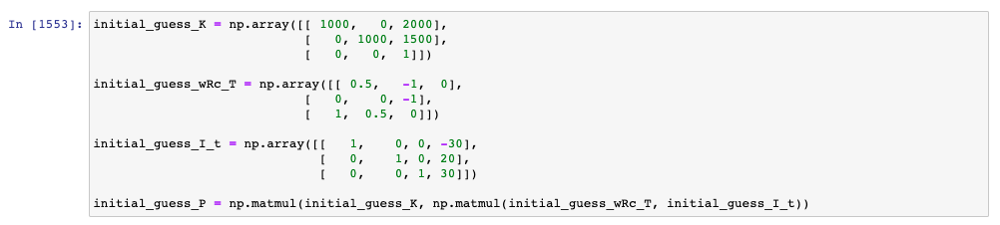 In [1553]: initial_guess_K = np.array([[ 1000,   0, 2000],
                            [   0, 1000, 1500],
                            [   0,    0,  1]])

initial_guess_wRc_T = np.array([[ 0.5,   -1,  0],
                            [   0,     0, -1],
                            [   1,  0.5,  0]])

initial_guess_I_t = np.array([[   1,    0, 0, -30],
                              [   0,    1, 0, 20],
                              [   0,    0, 1, 30]])

initial_guess_P = np.matmul(initial_guess_K, np.matmul(initial_guess_wRc_T, initial_guess_I_t))